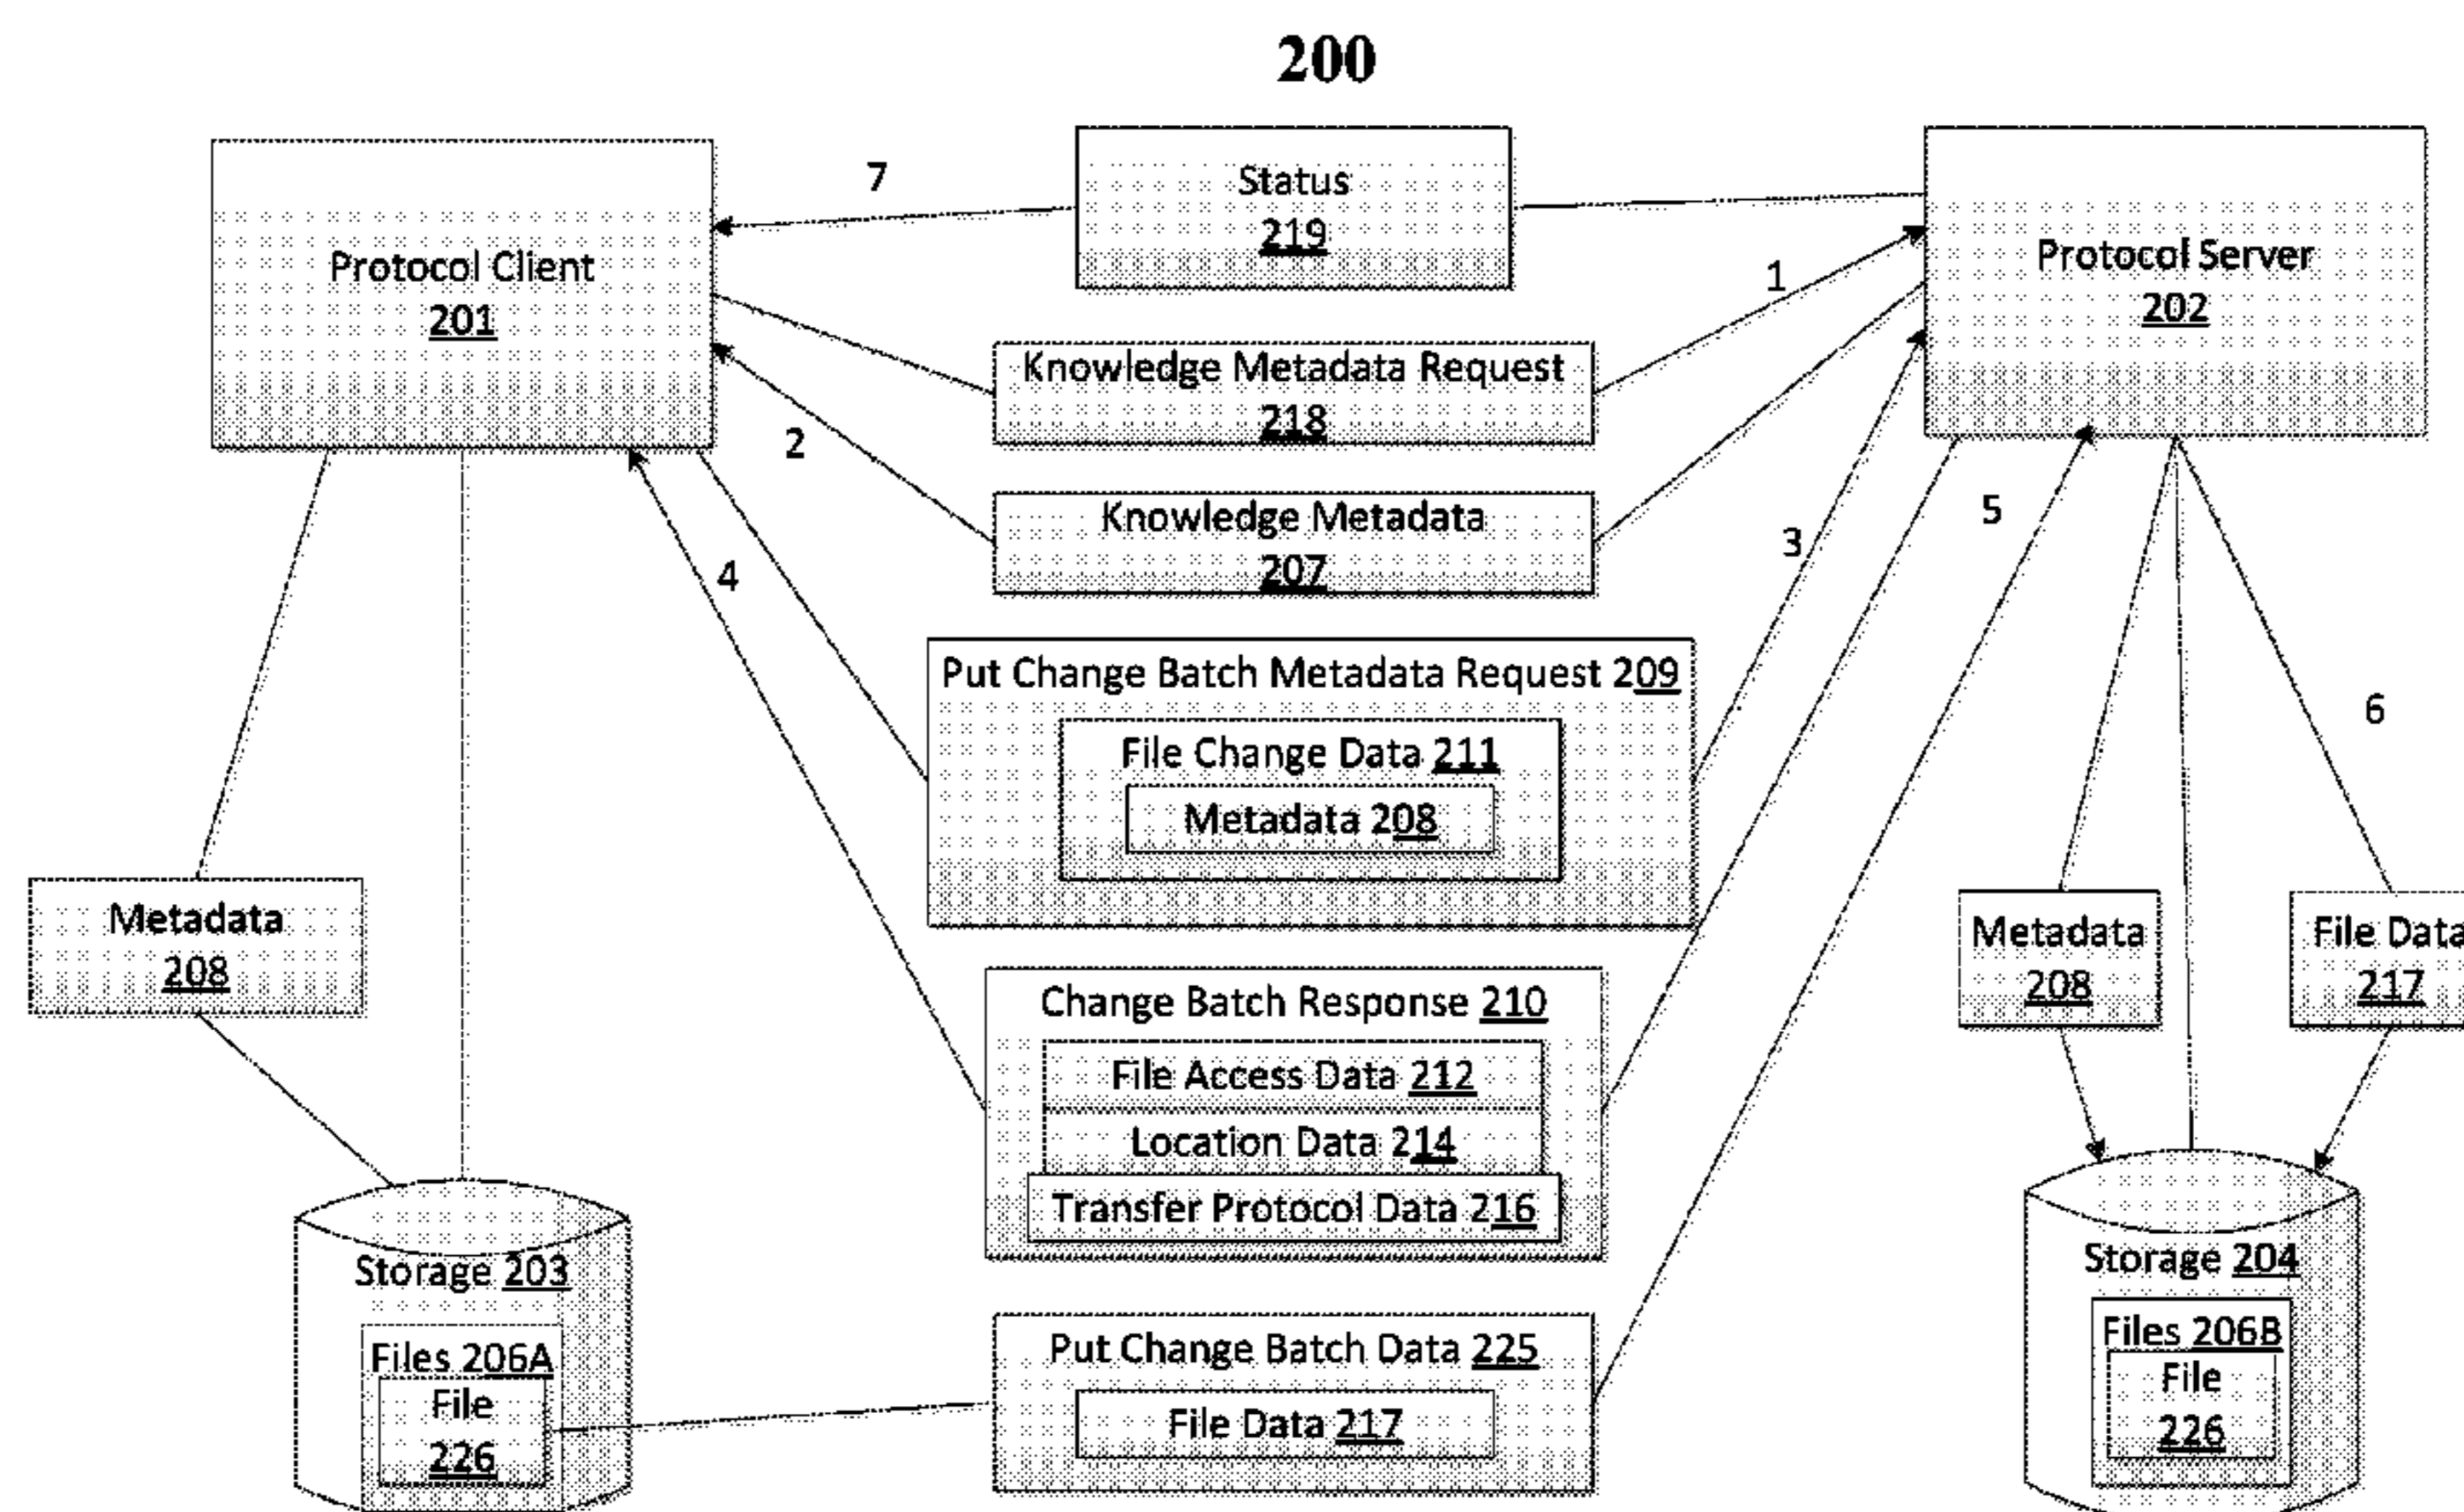 200
7
Status
219
Protocol Client
201
Protocol Server
202
1
Knowledge Metadata Request
218
2
Knowledge Metadata
207
3
4
5
Put Change Batch Metadata Request 209
File Change Data 211
Metadata 208
6
Metadata
208
Metadata
208
File Data
217
Change Batch Response 210
File Access Data 212
Location Data 214
Transfer Protocol Data 216
Storage 203
Files 206A
File
226
Storage 204
Files 206B
File
226
Put Change Batch Data 225
File Data 217